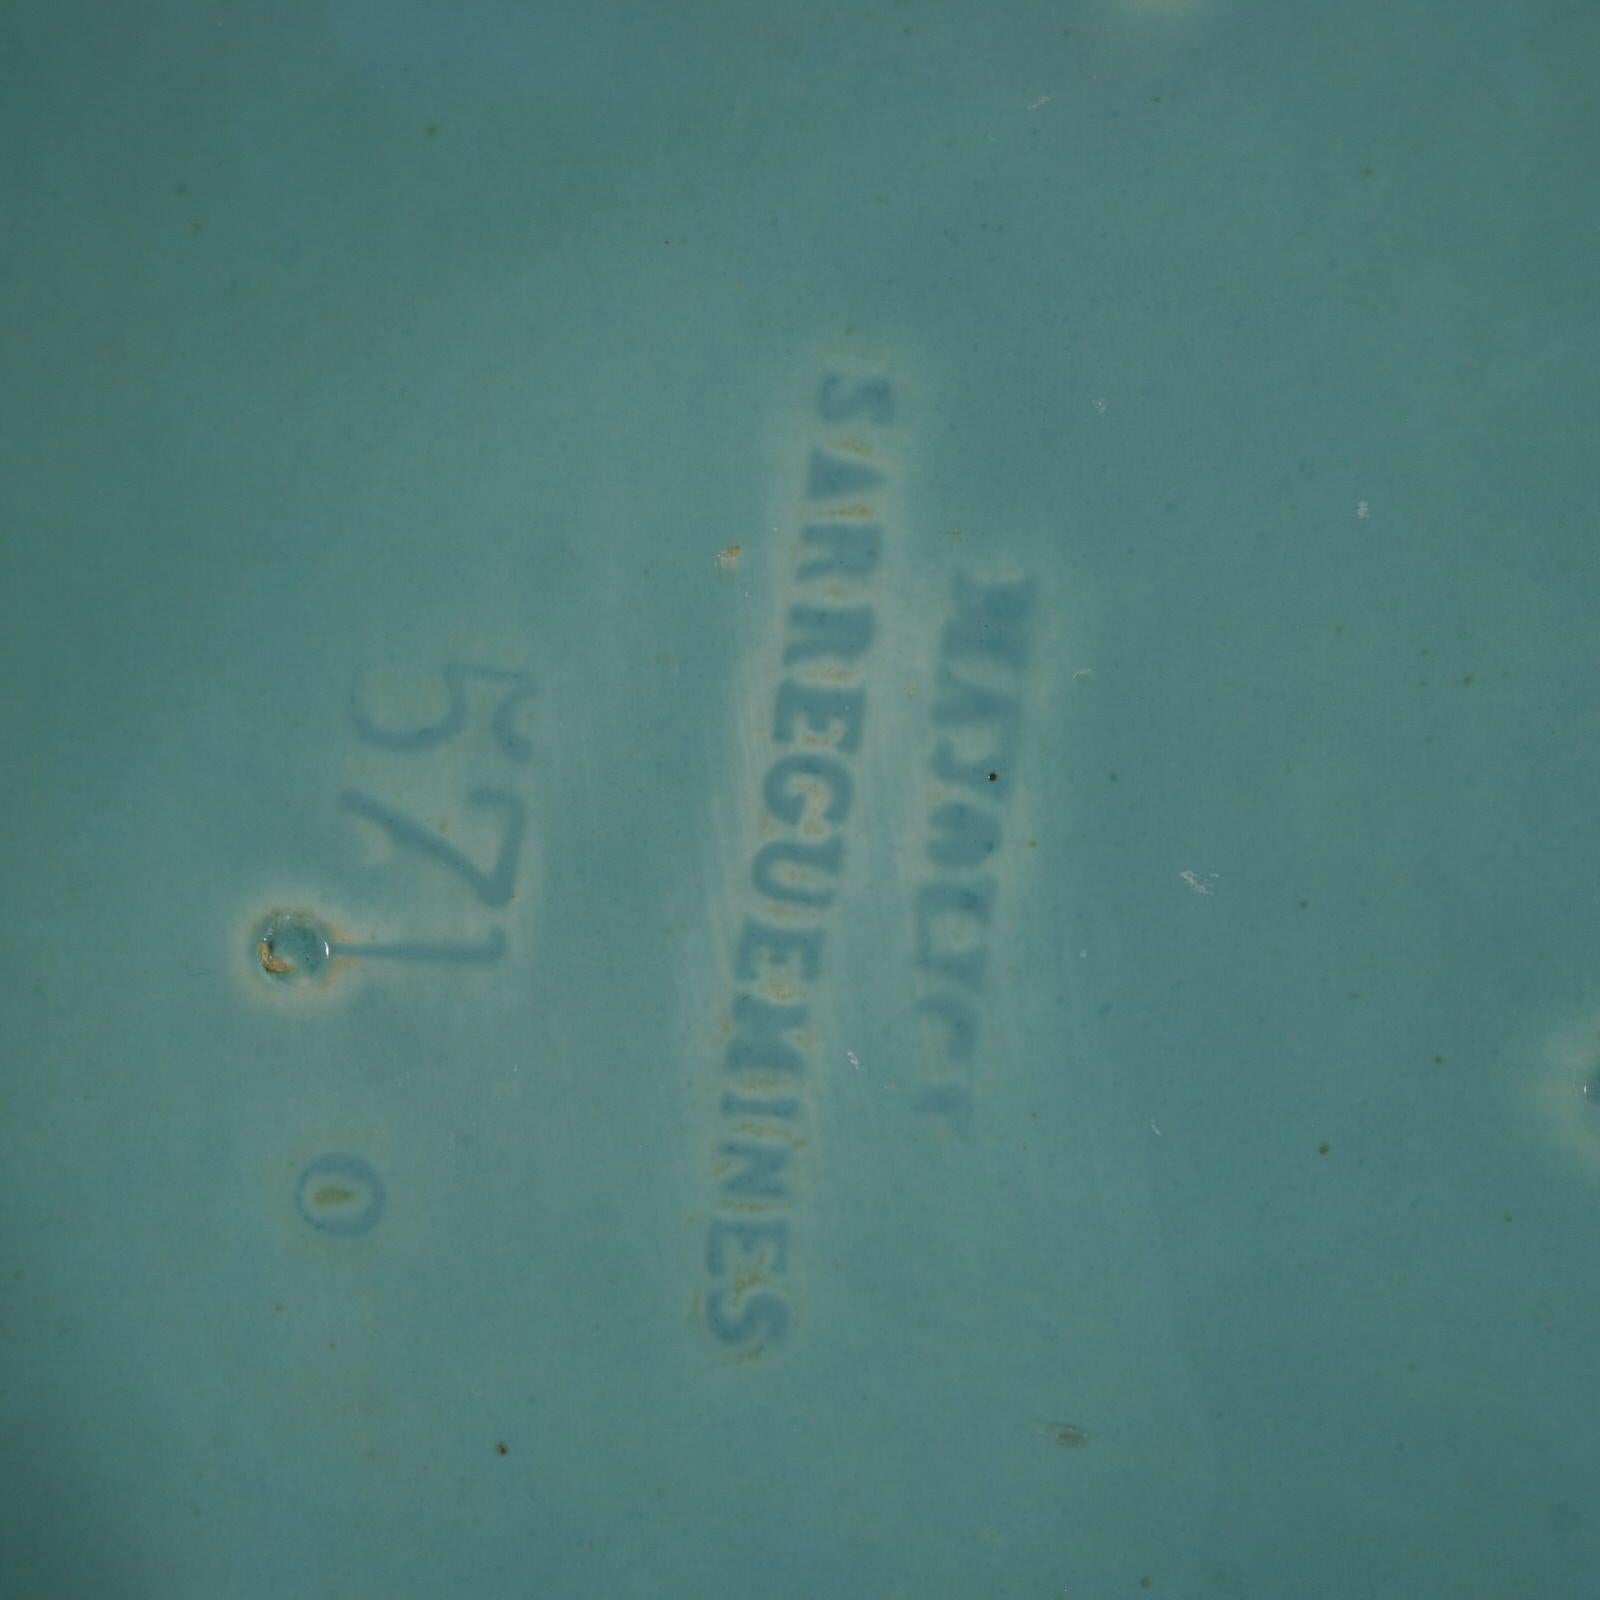 MAJOLICA
SARREGUEMINES
571
0